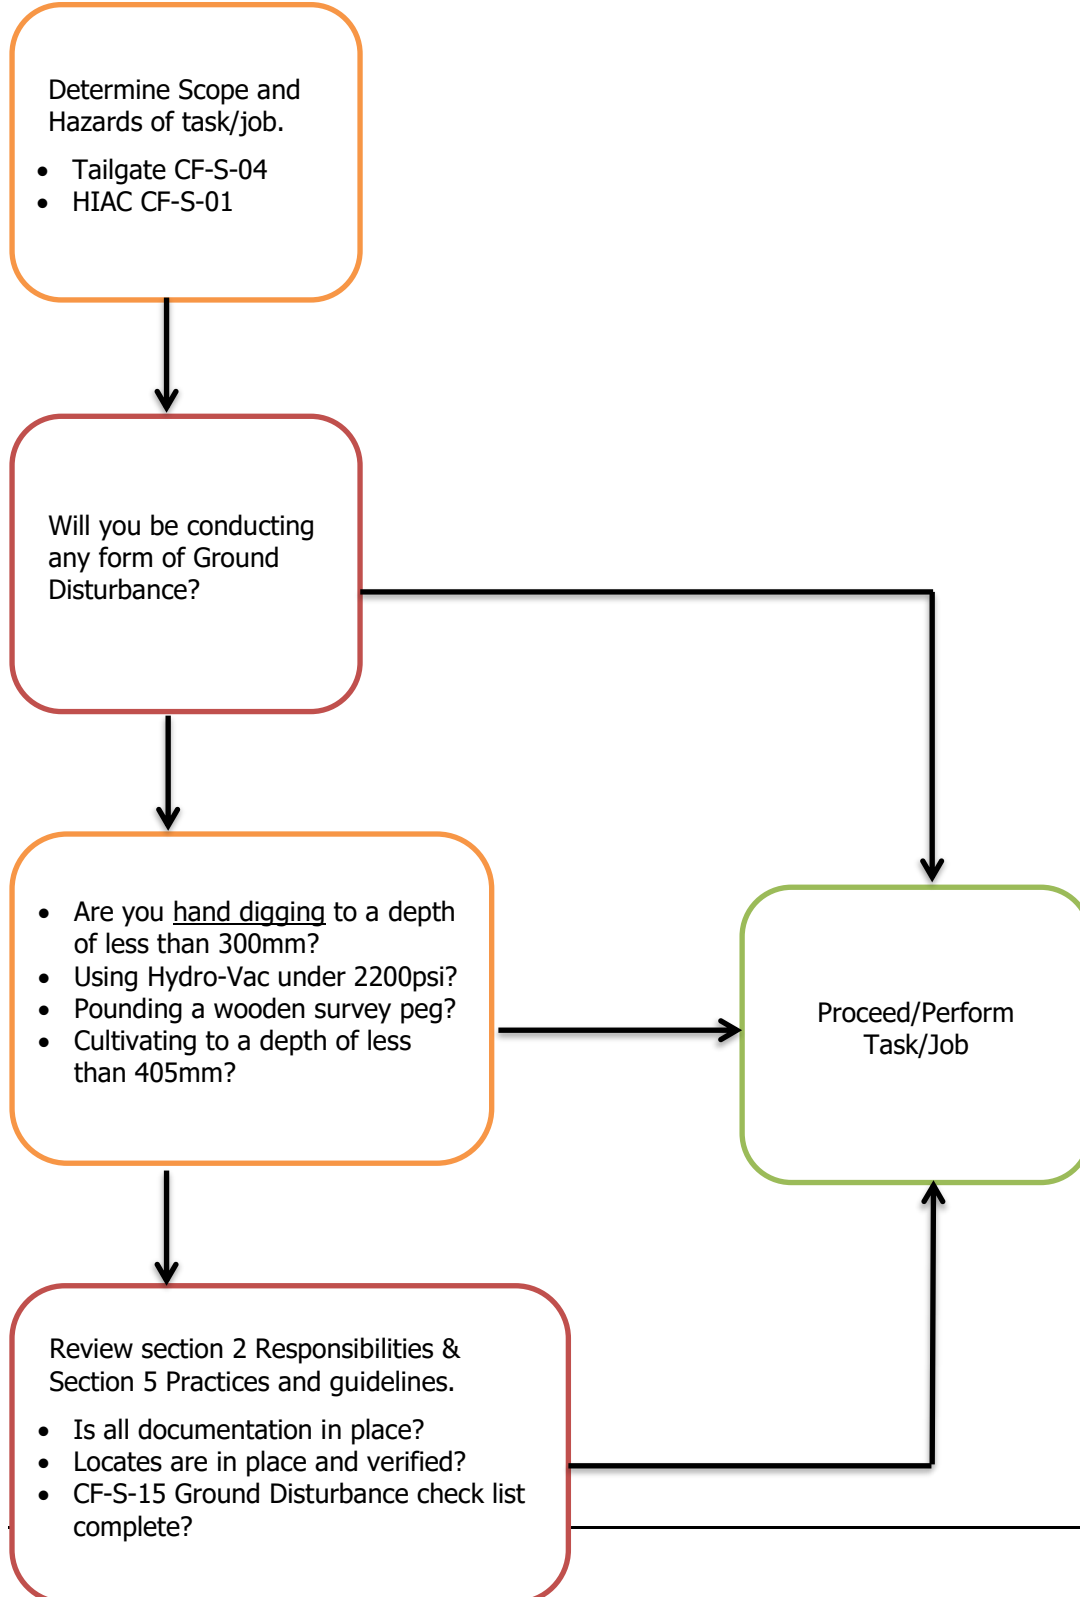 Determine Scope and
Hazards of task/job.
• Tailgate CF-S-04
• HIAC CF-S-01
Will you be conducting
any form of Ground
Disturbance?
• Are you hand digging to a depth
of less than 300mm?
• Using Hydro-Vac under 2200psi?
• Pounding a wooden survey peg?
• Cultivating to a depth of less
than 405mm?
Proceed/Perform
Task/Job
Review section 2 Responsibilities &
Section 5 Practices and guidelines.
• Is all documentation in place?
• Locates are in place and verified?
• CF-S-15 Ground Disturbance check list
complete?